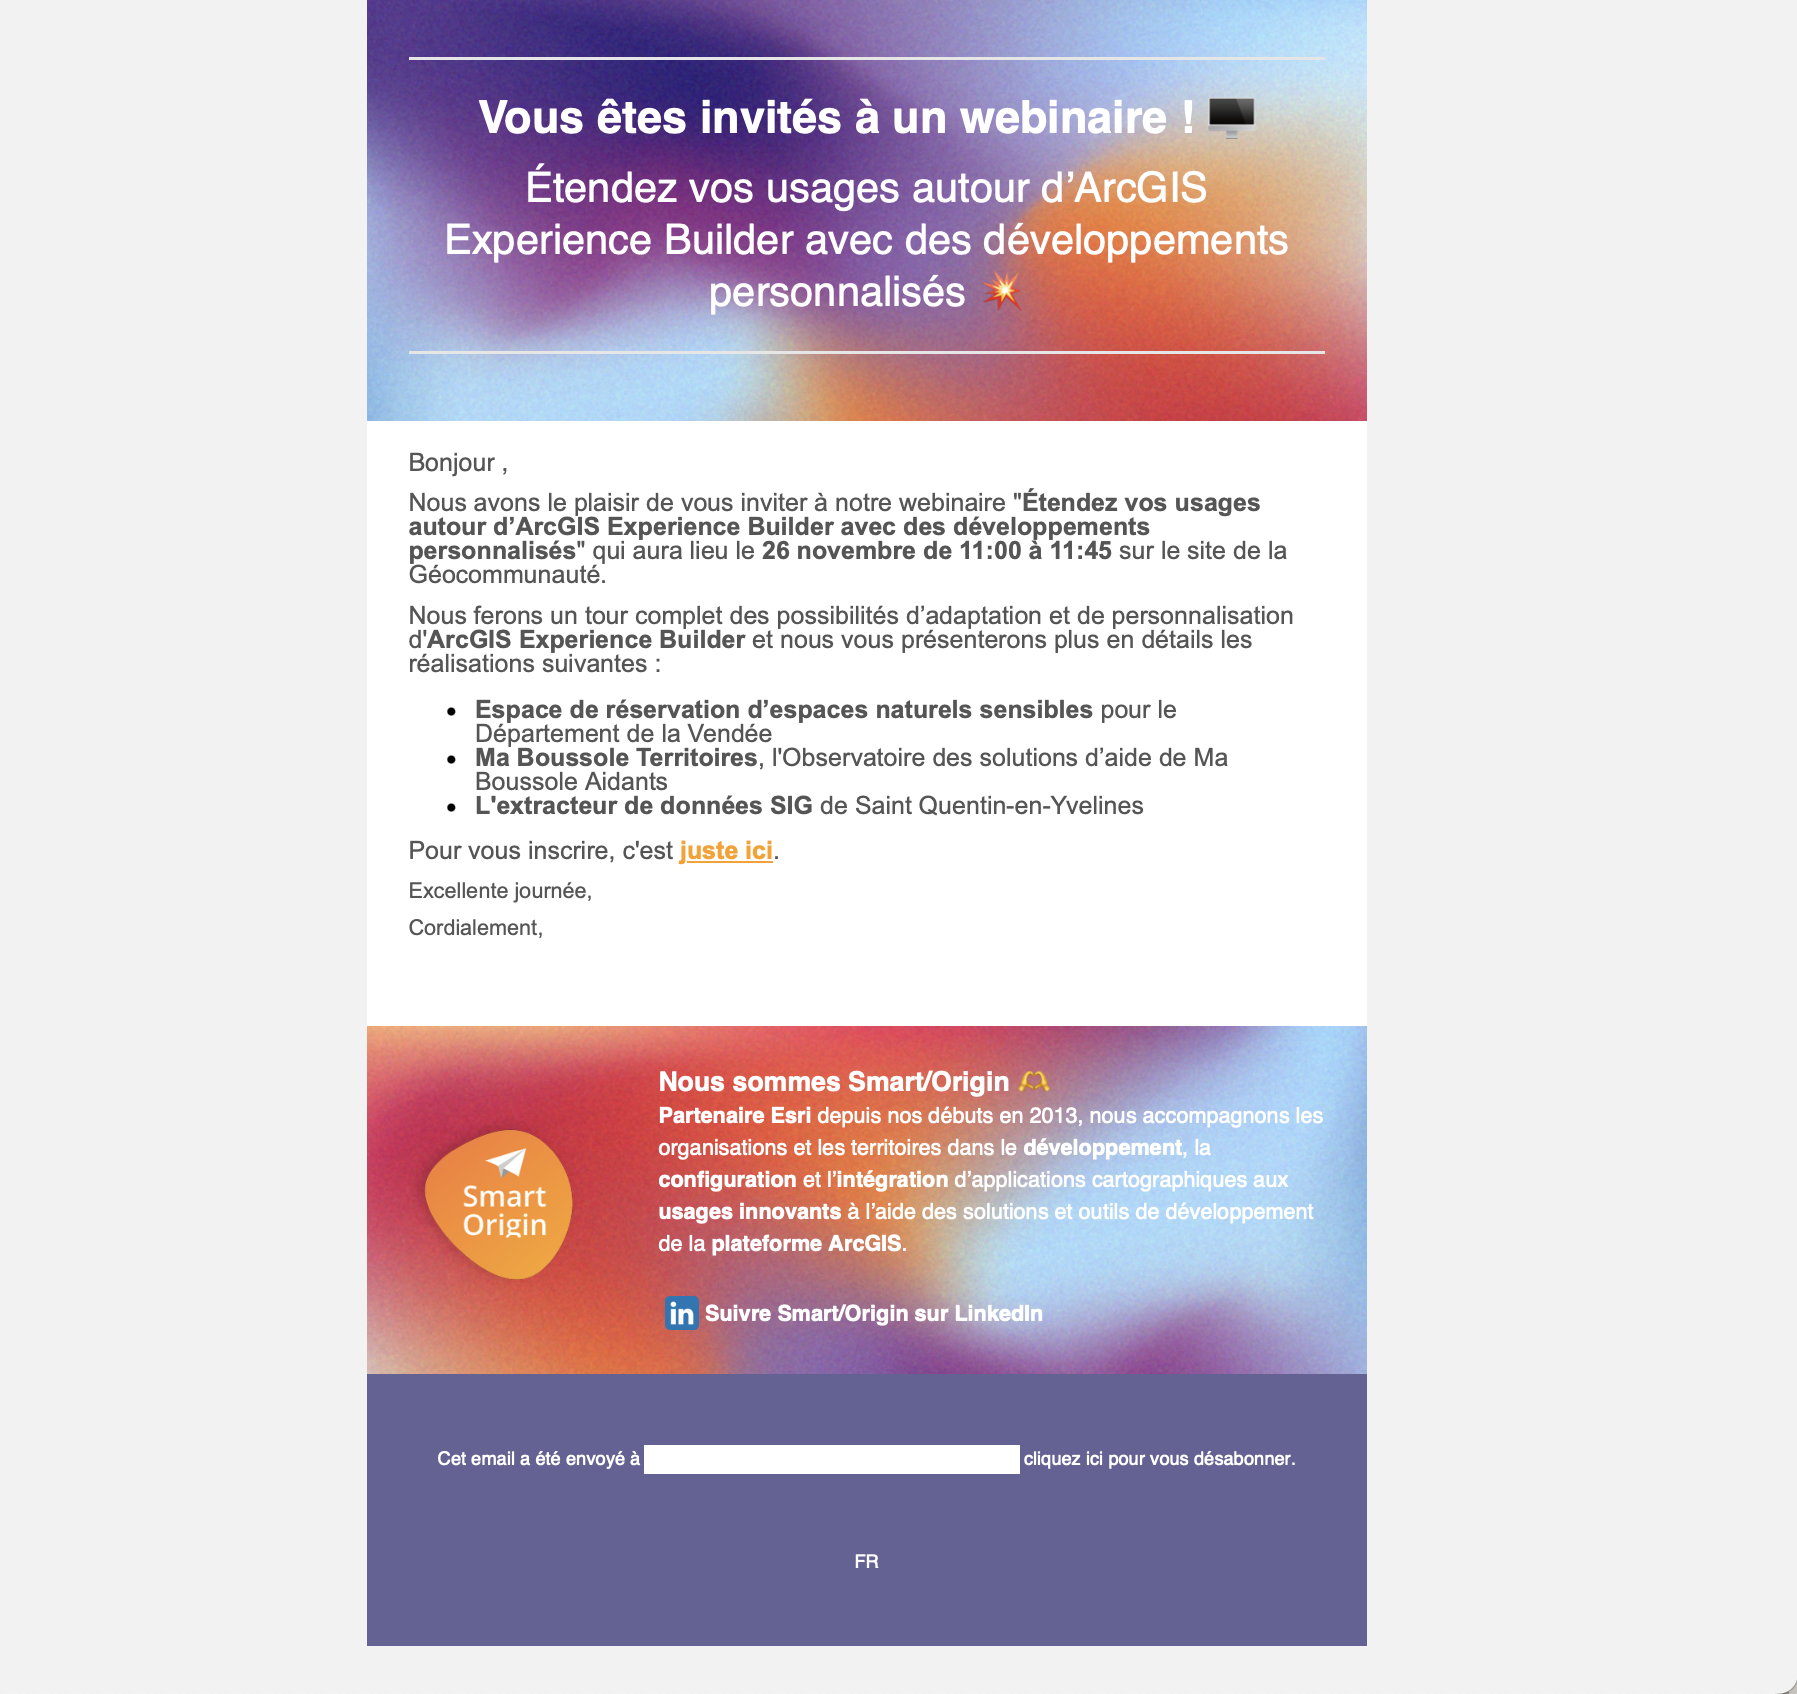 Vous êtes invités à un webinaire ! 🖥️
Étendez vos usages autour d’ArcGIS
Experience Builder avec des développements
personnalisés 💥
Bonjour ,
Nous avons le plaisir de vous inviter à notre webinaire "Étendez vos usages
autour d’ArcGIS Experience Builder avec des développements
personnalisés" qui aura lieu le 26 novembre de 11:00 à 11:45 sur le site de la
Géocommunauté.
Nous ferons un tour complet des possibilités d’adaptation et de personnalisation
d'ArcGIS Experience Builder et nous vous présenterons plus en détails les
réalisations suivantes :
• Espace de réservation d’espaces naturels sensibles pour le
Département de la Vendée
• Ma Boussole Territoires, l'Observatoire des solutions d’aide de Ma
Boussole Aidants
• L'extracteur de données SIG de Saint Quentin-en-Yvelines
Pour vous inscrire, c'est juste ici.
Excellente journée,
Cordialement,
Smart
Origin
Nous sommes Smart/Origin 🫶
Partenaire Esri depuis nos débuts en 2013, nous accompagnons les
organisations et les territoires dans le développement, la
configuration et l’intégration d’applications cartographiques aux
usages innovants à l’aide des solutions et outils de développement
de la plateforme ArcGIS.
in Suivre Smart/Origin sur LinkedIn
Cet email a été envoyé à cliquez ici pour vous désabonner.
FR